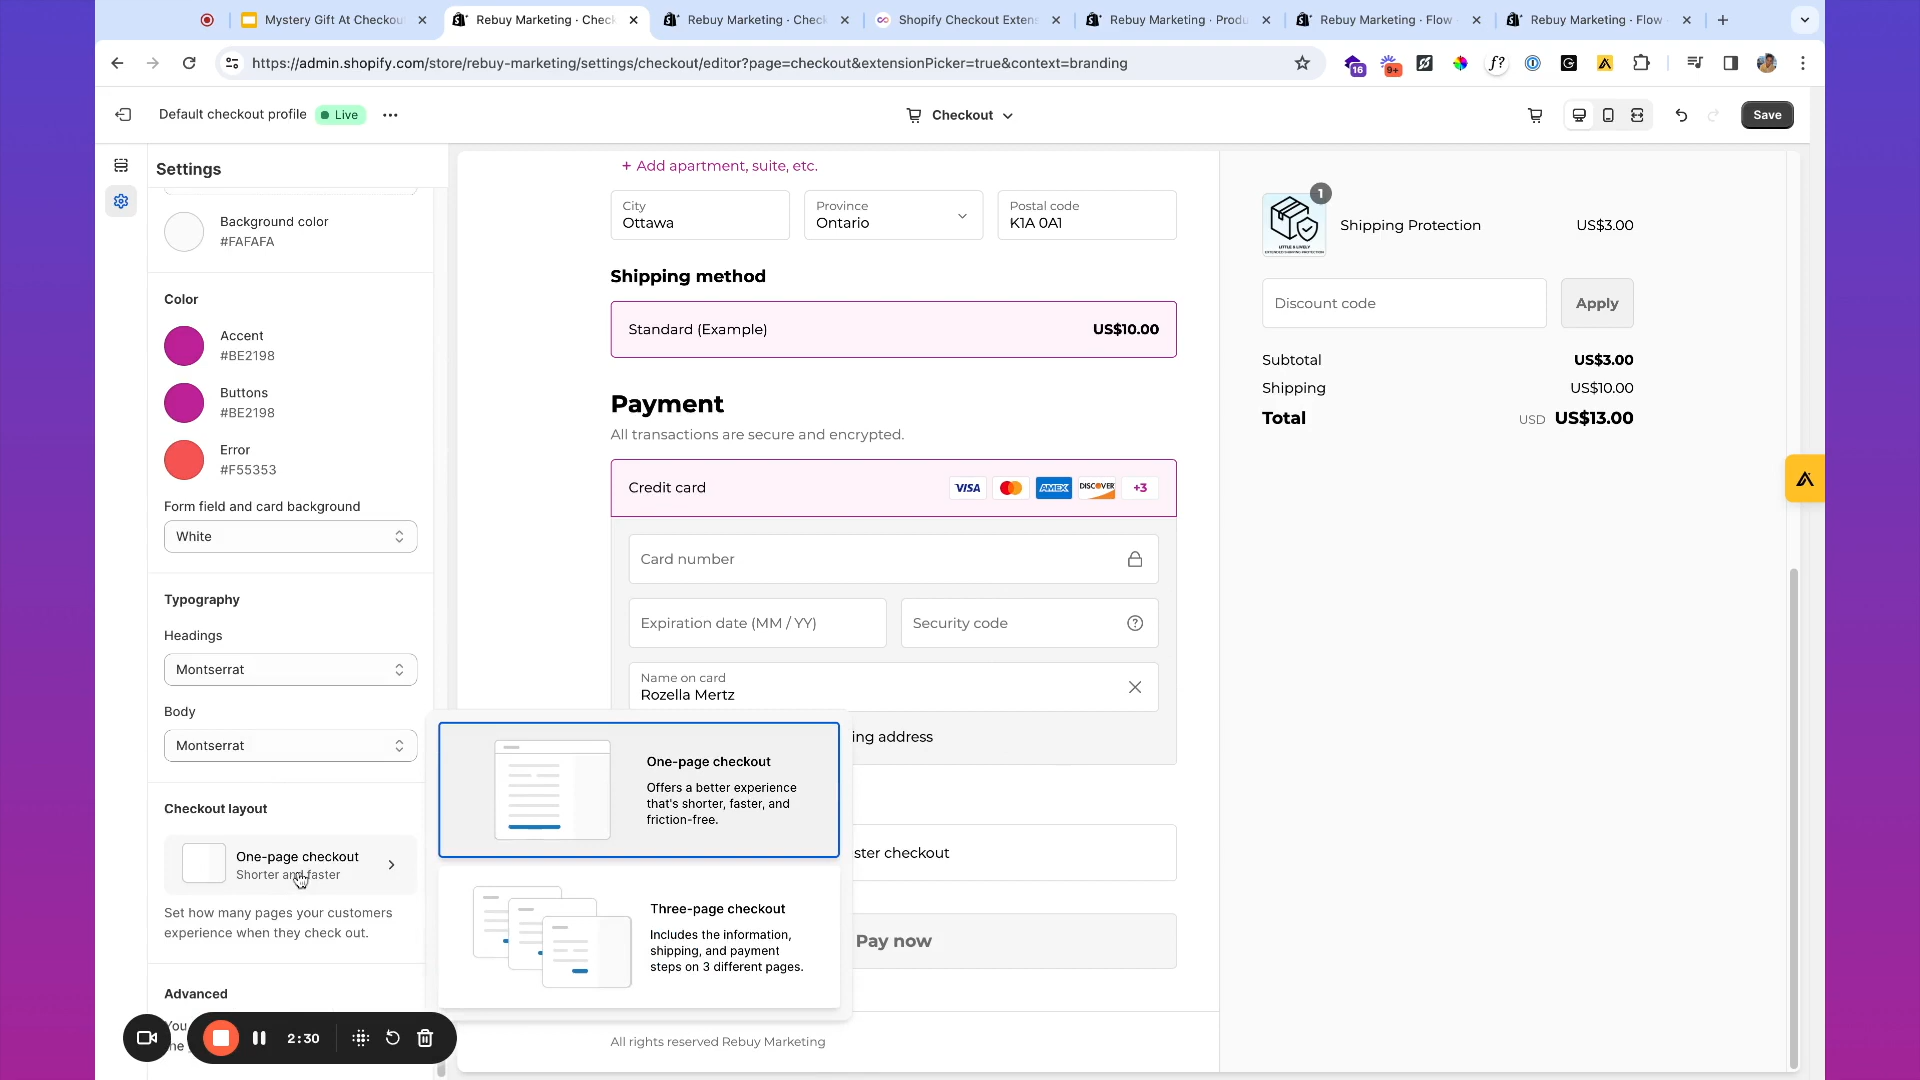 Mystery Gift At Checkou
Rebuy Marketing · Chec
Rebuy Marketing · Chec
Shopify Checkout Exten
Rebuy Marketing · Produ
Rebuy Marketing · Flow
Rebuy Marketing · Flow
https://admin.shopify.com/store/rebuy-marketing/settings/checkout/editor?page=checkout&extensionPicker=true&context=branding
16
9+
f?
Default checkout profile
Live
Checkout
Save
Settings
Background color
#FAFAFA
Color
Accent
#BE2198
Buttons
#BE2198
Error
#F55353
Form field and card background
White
Typography
Headings
Montserrat
Body
Montserrat
Checkout layout
One-page checkout
Shorter and faster
Set how many pages your customers
experience when they check out.
Advanced
You
2:30
+ Add apartment, suite, etc.
City
Ottawa
Province
Ontario
Postal code
K1A 0A1
Shipping method
Standard (Example)
US$10.00
Payment
All transactions are secure and encrypted.
Credit card
VISA
AMEX
DISCOVER
+3
Card number
Expiration date (MM / YY)
Security code
Name on card
Rozella Mertz
ing address
One-page checkout
Offers a better experience
that's shorter, faster, and
friction-free.
Three-page checkout
Includes the information,
shipping, and payment
steps on 3 different pages.
ster checkout
Pay now
All rights reserved Rebuy Marketing
1
LITTLE & LIVELY
EXTENDED SHIPPING PROTECTION
Shipping Protection
US$3.00
Discount code
Apply
Subtotal
US$3.00
Shipping
US$10.00
Total
USD US$13.00